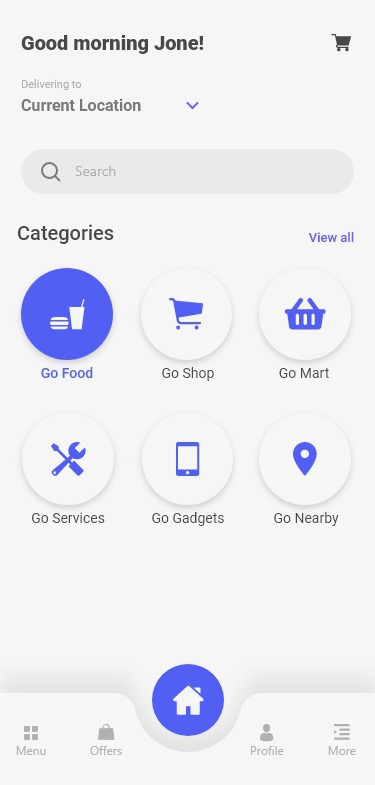 Good morning Jone!
Delivering to
Current Location
Search
Categories
View all
Go Food
Go Shop
Go Mart
Go Services
Go Gadgets
Go Nearby
Menu
Offers
Profile
More